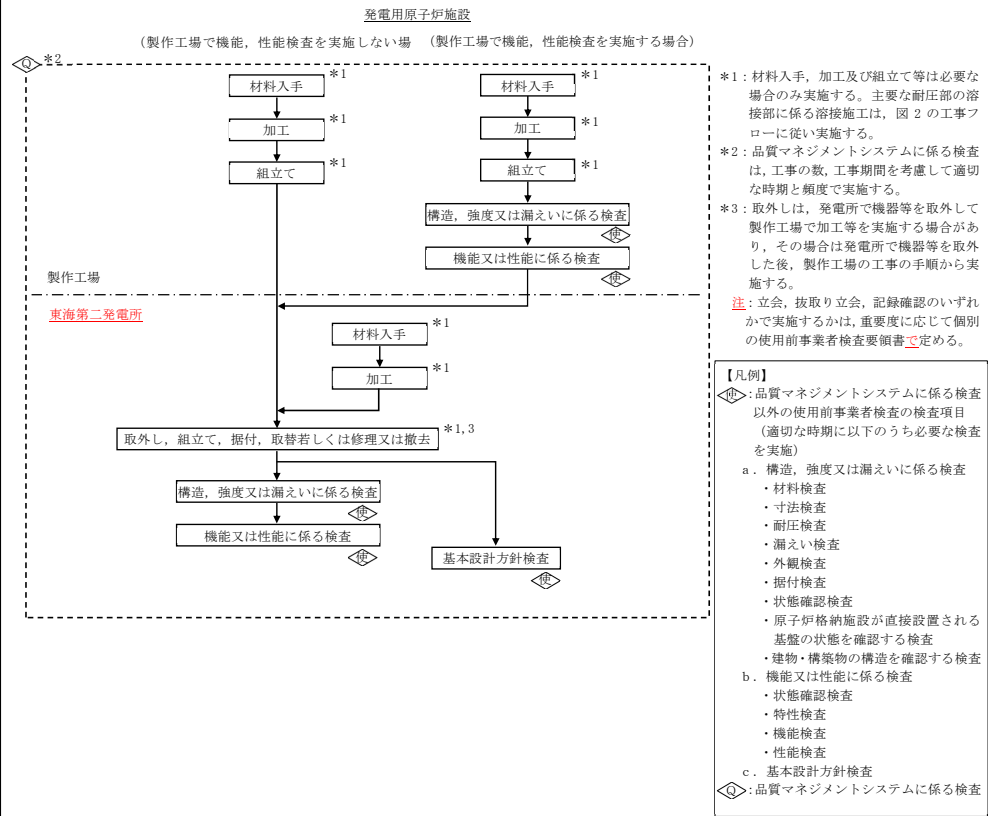 発電用原子炉施設
（製作工場で機能，性能検査を実施しない場　（製作工場で機能，性能検査を実施する場合）
Q ＊2
材料入手 ＊1
加工 ＊1
組立て ＊1
材料入手 ＊1
加工 ＊1
組立て ＊1
構造，強度又は漏えいに係る検査
使
機能又は性能に係る検査
使
製作工場
東海第二発電所
材料入手 ＊1
加工 ＊1
取外し，組立て，据付，取替若しくは修理又は撤去 ＊1,3
構造，強度又は漏えいに係る検査
使
機能又は性能に係る検査
使
基本設計方針検査
使
＊1：材料入手，加工及び組立て等は必要な
場合のみ実施する。主要な耐圧部の溶
接部に係る溶接施工は，図 2 の工事フ
ローに従い実施する。
＊2：品質マネジメントシステムに係る検査
は，工事の数，工事期間を考慮して適切
な時期と頻度で実施する。
＊3：取外しは，発電所で機器等を取外して
製作工場で加工等を実施する場合があ
り，その場合は発電所で機器等を取外
した後，製作工場の工事の手順から実
施する。
注：立会，抜取り立会，記録確認のいずれ
かで実施するかは，重要度に応じて個別
の使用前事業者検査要領書で定める。
【凡例】
使：品質マネジメントシステムに係る検査
以外の使用前事業者検査の検査項目
（適切な時期に以下のうち必要な検査
を実施）
a．構造，強度又は漏えいに係る検査
・材料検査
・寸法検査
・耐圧検査
・漏えい検査
・外観検査
・据付検査
・状態確認検査
・原子炉格納施設が直接設置される
基盤の状態を確認する検査
・建物・構築物の構造を確認する検査
b．機能又は性能に係る検査
・状態確認検査
・特性検査
・機能検査
・性能検査
c．基本設計方針検査
Q：品質マネジメントシステムに係る検査